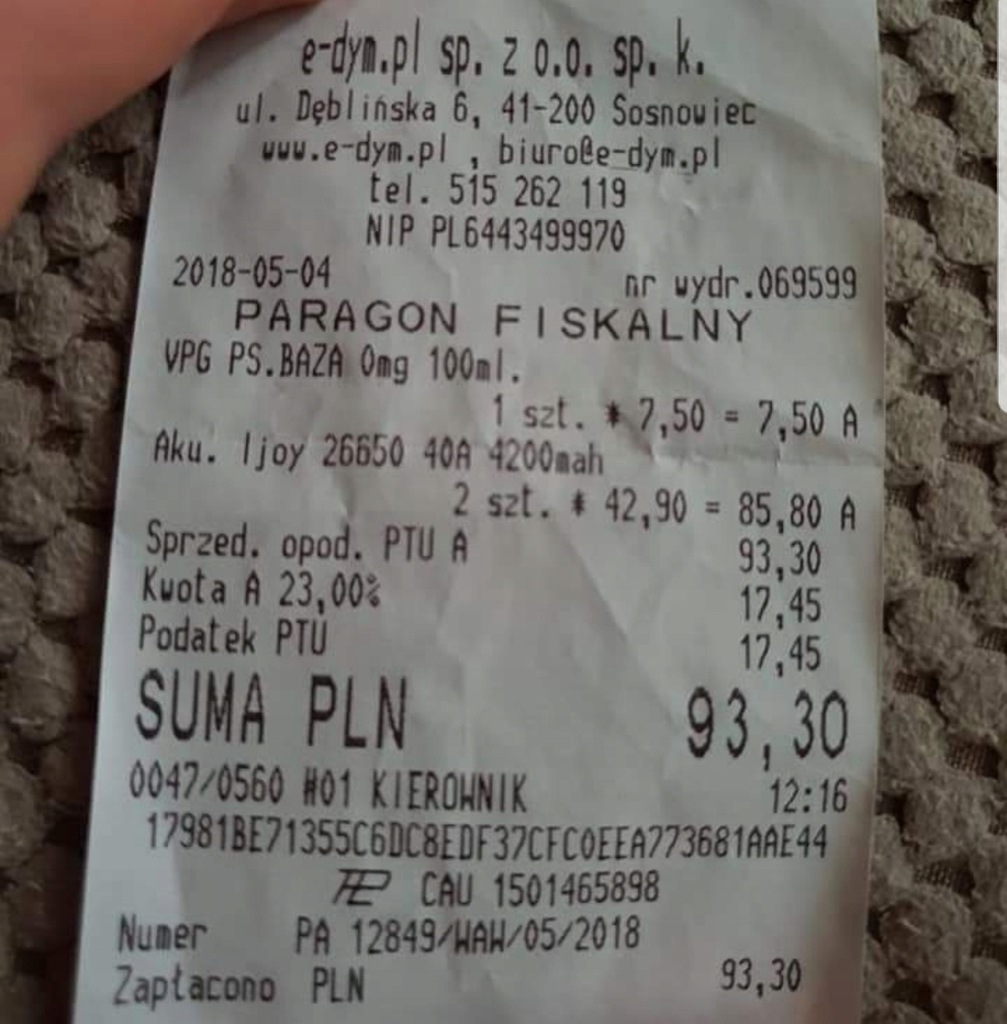 e-dym.pl sp. z o.o. sp. k.
ul. Dęblińska 6, 41-200 Sosnowiec
www.e-dym.pl , biuro@e-dym.pl
tel. 515 262 119
NIP PL6443499970
2018-05-04 nr wydr.069599
PARAGON FISKALNY
VPG PS.BAZA 0mg 100ml.
1 szt. * 7,50 = 7,50 A
Aku. Ijoy 26650 40A 4200mah
2 szt. * 42,90 = 85,80 A
Sprzed. opod. PTU A 93,30
Kwota A 23,00% 17,45
Podatek PTU 17,45
SUMA PLN 93,30
0047/0560 #01 KIEROWNIK 12:16
17981BE71355C6DC8EDF37CFC0EEA773681AAE44
CAU 1501465898
Numer PA 12849/WAW/05/2018
Zapłacono PLN 93,30